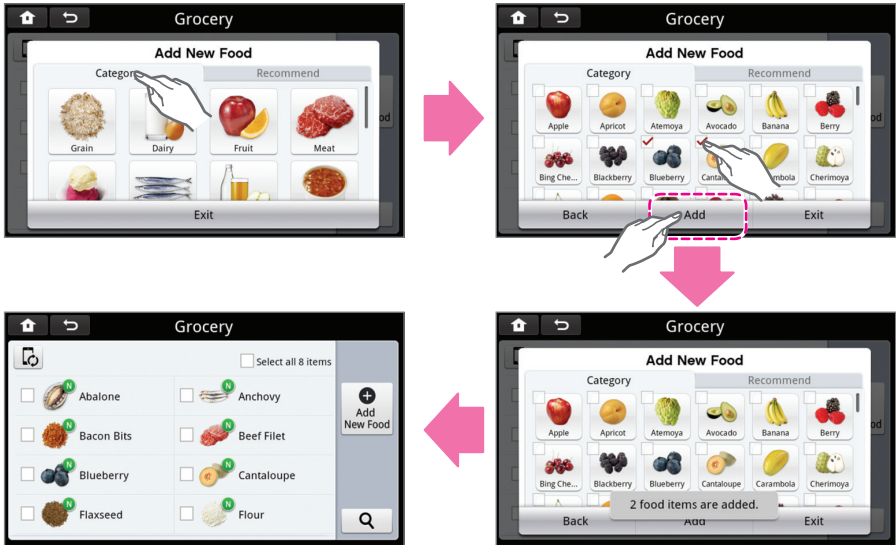 Grocery
Add New Food
Category Recommend
Grain Dairy Fruit Meat
Exit
Grocery
Add New Food
Category Recommend
Apple Apricot Atemoya Avocado Banana Berry
Bing Che... Blackberry Blueberry Cherimoya
Back Add Exit
Grocery
Select all 8 items
N Abalone N Anchovy
N Bacon Bits N Beef Filet
N Blueberry N Cantaloupe
N Flaxseed N Flour
Add
New Food
Grocery
Add New Food
Category Recommend
Apple Apricot Atemoya Avocado Banana Berry
Bing Che... Blackberry Blueberry Cantaloupe Carambola Cherimoya
2 food items are added.
Back Add Exit